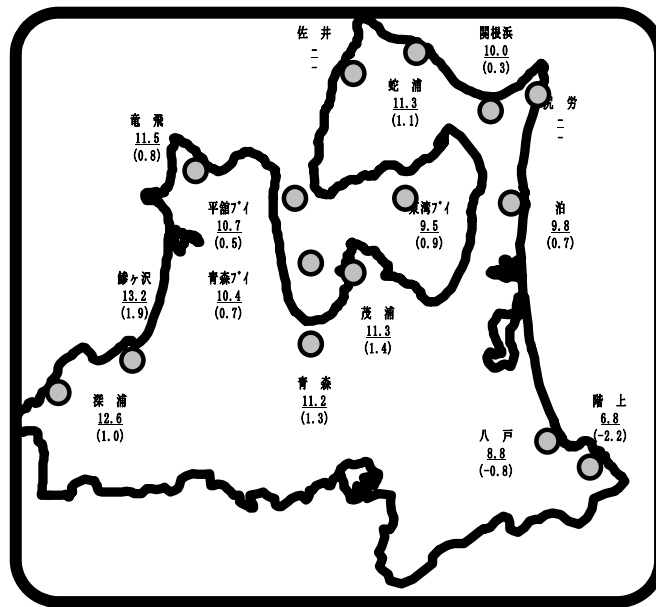 佐 井
-
-
関根浜
10.0
(0.3)
蛇 浦
11.3
(1.1)
尻労
-
-
竜 飛
11.5
(0.8)
平舘ﾌﾞｲ
10.7
(0.5)
東湾ﾌﾞｲ
9.5
(0.9)
泊
9.8
(0.7)
鰺ヶ沢
13.2
(1.9)
青森ﾌﾞｲ
10.4
(0.7)
茂 浦
11.3
(1.4)
深 浦
12.6
(1.0)
青 森
11.2
(1.3)
八 戸
8.8
(-0.8)
階 上
6.8
(-2.2)